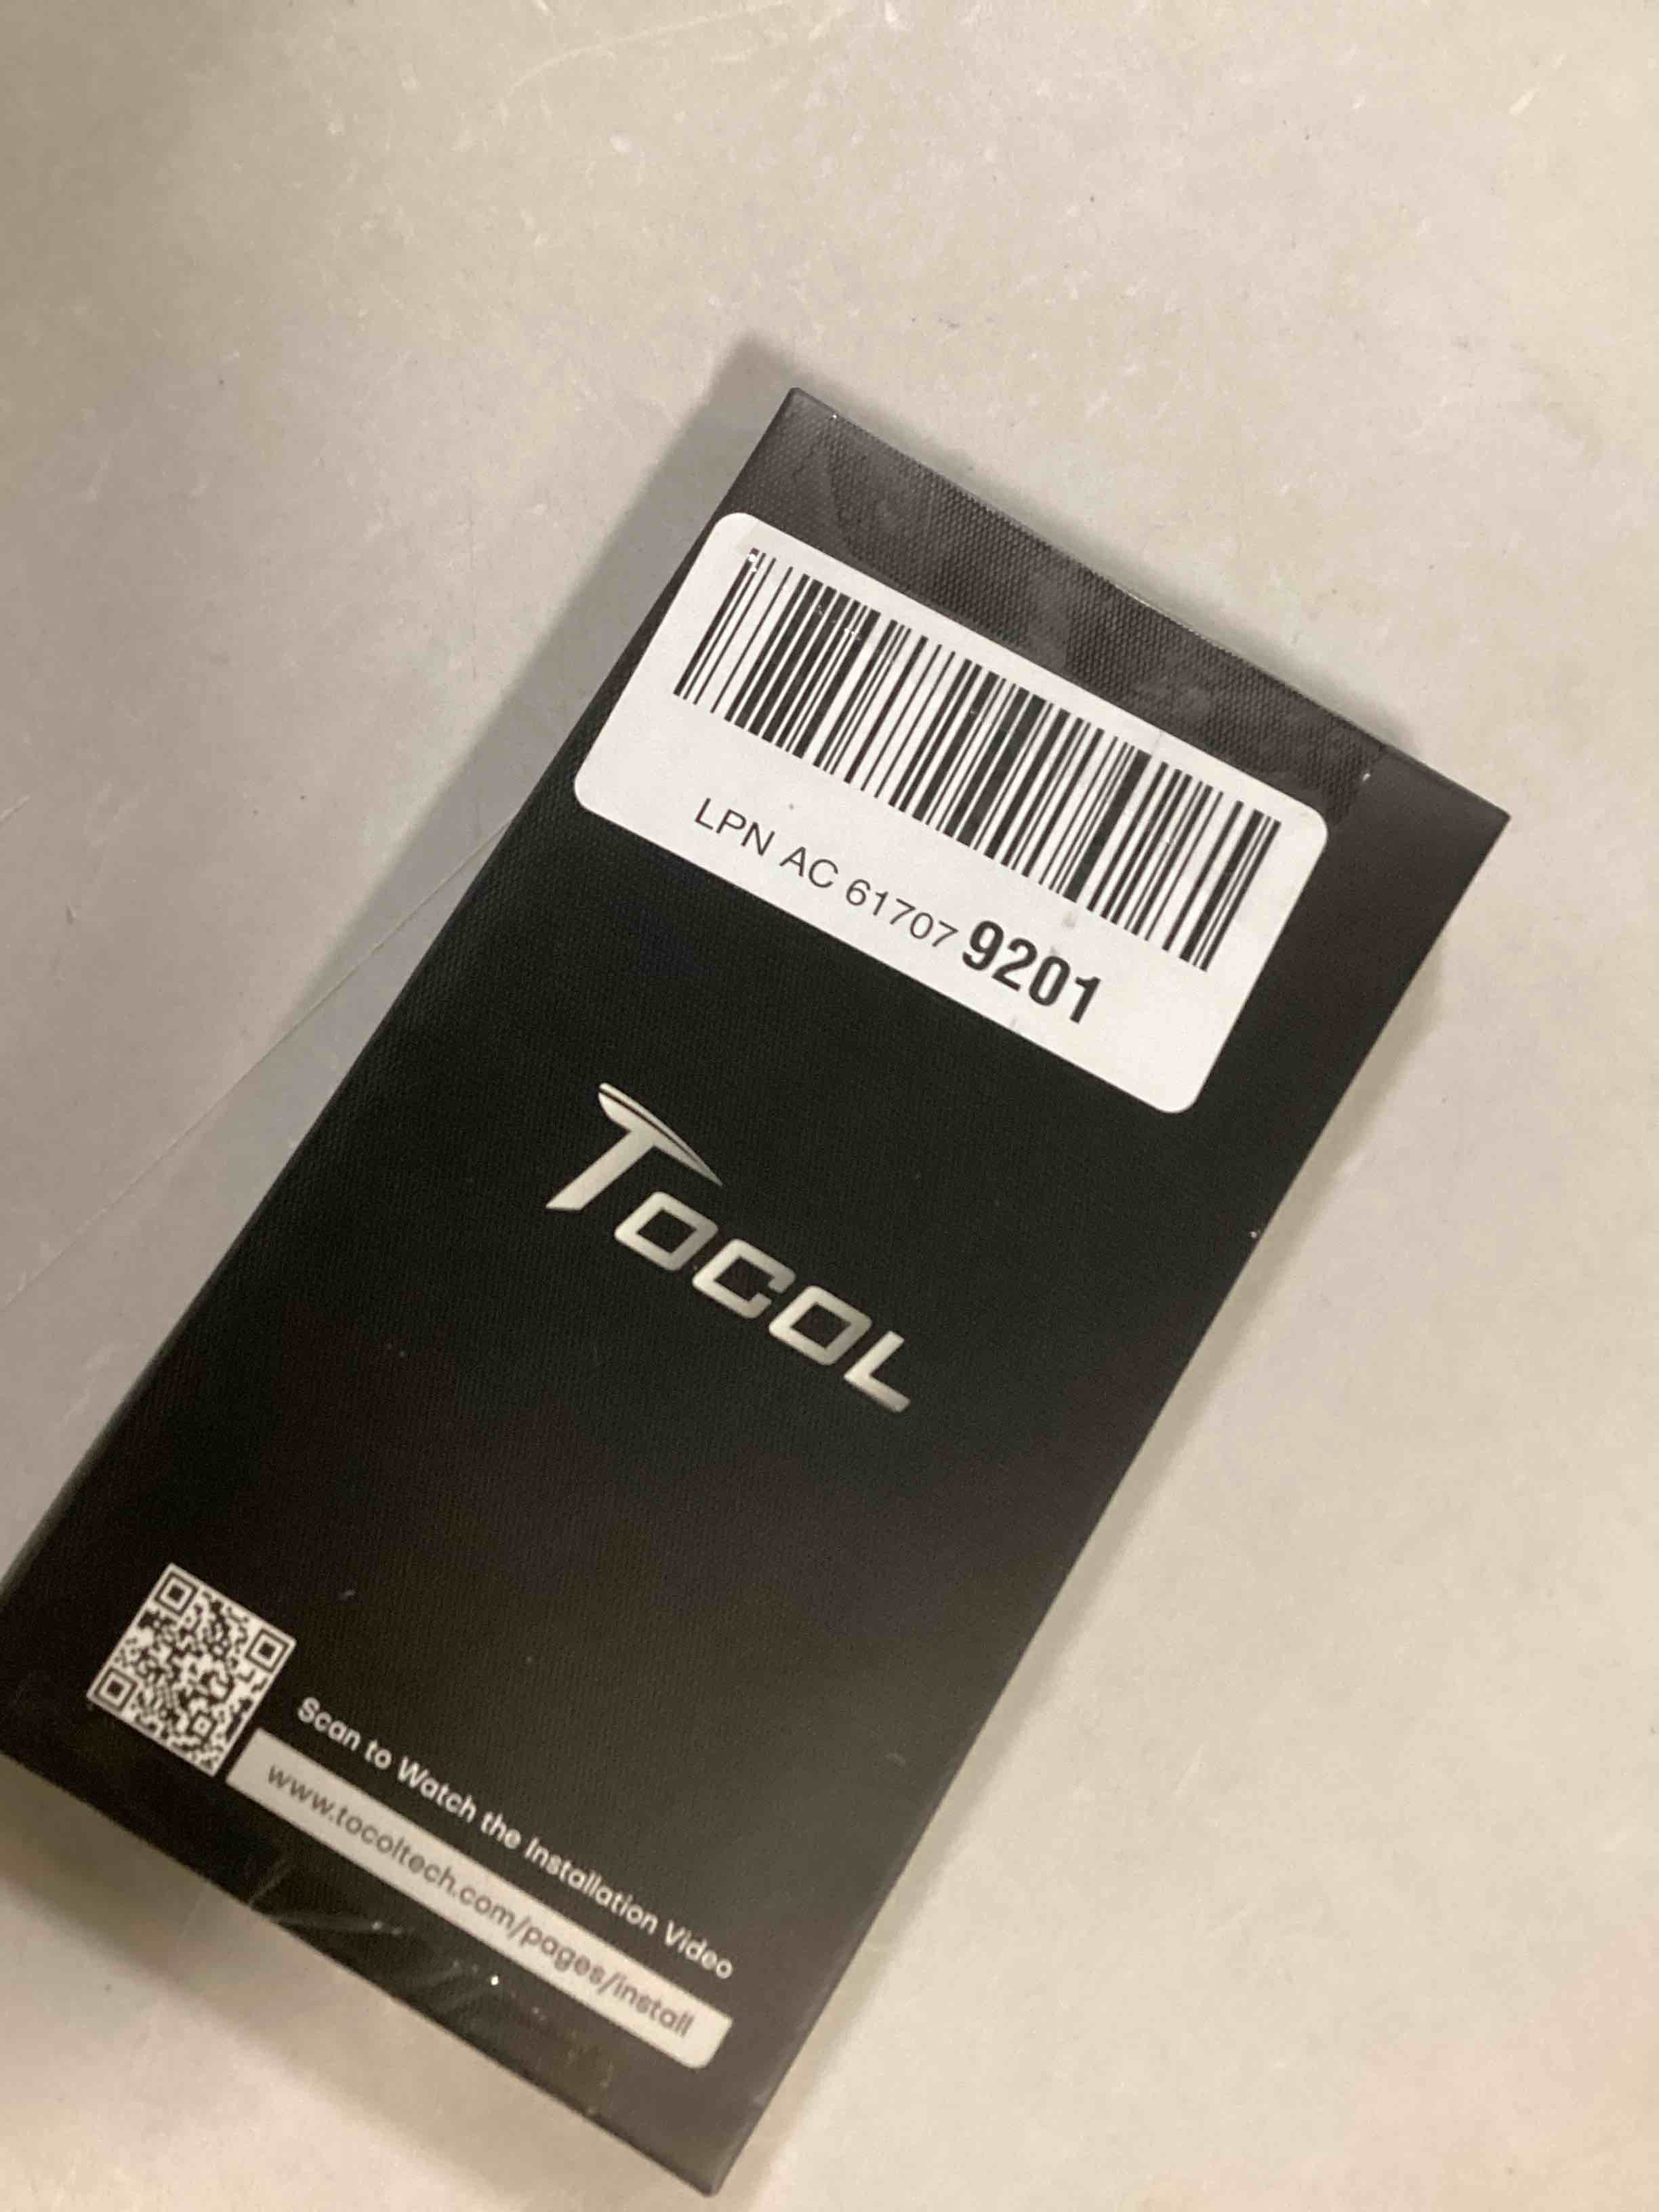 LPN AC 61707 9201
TOCOL
Scan to Watch the Installation Video
www.tocoltech.com/pages/install